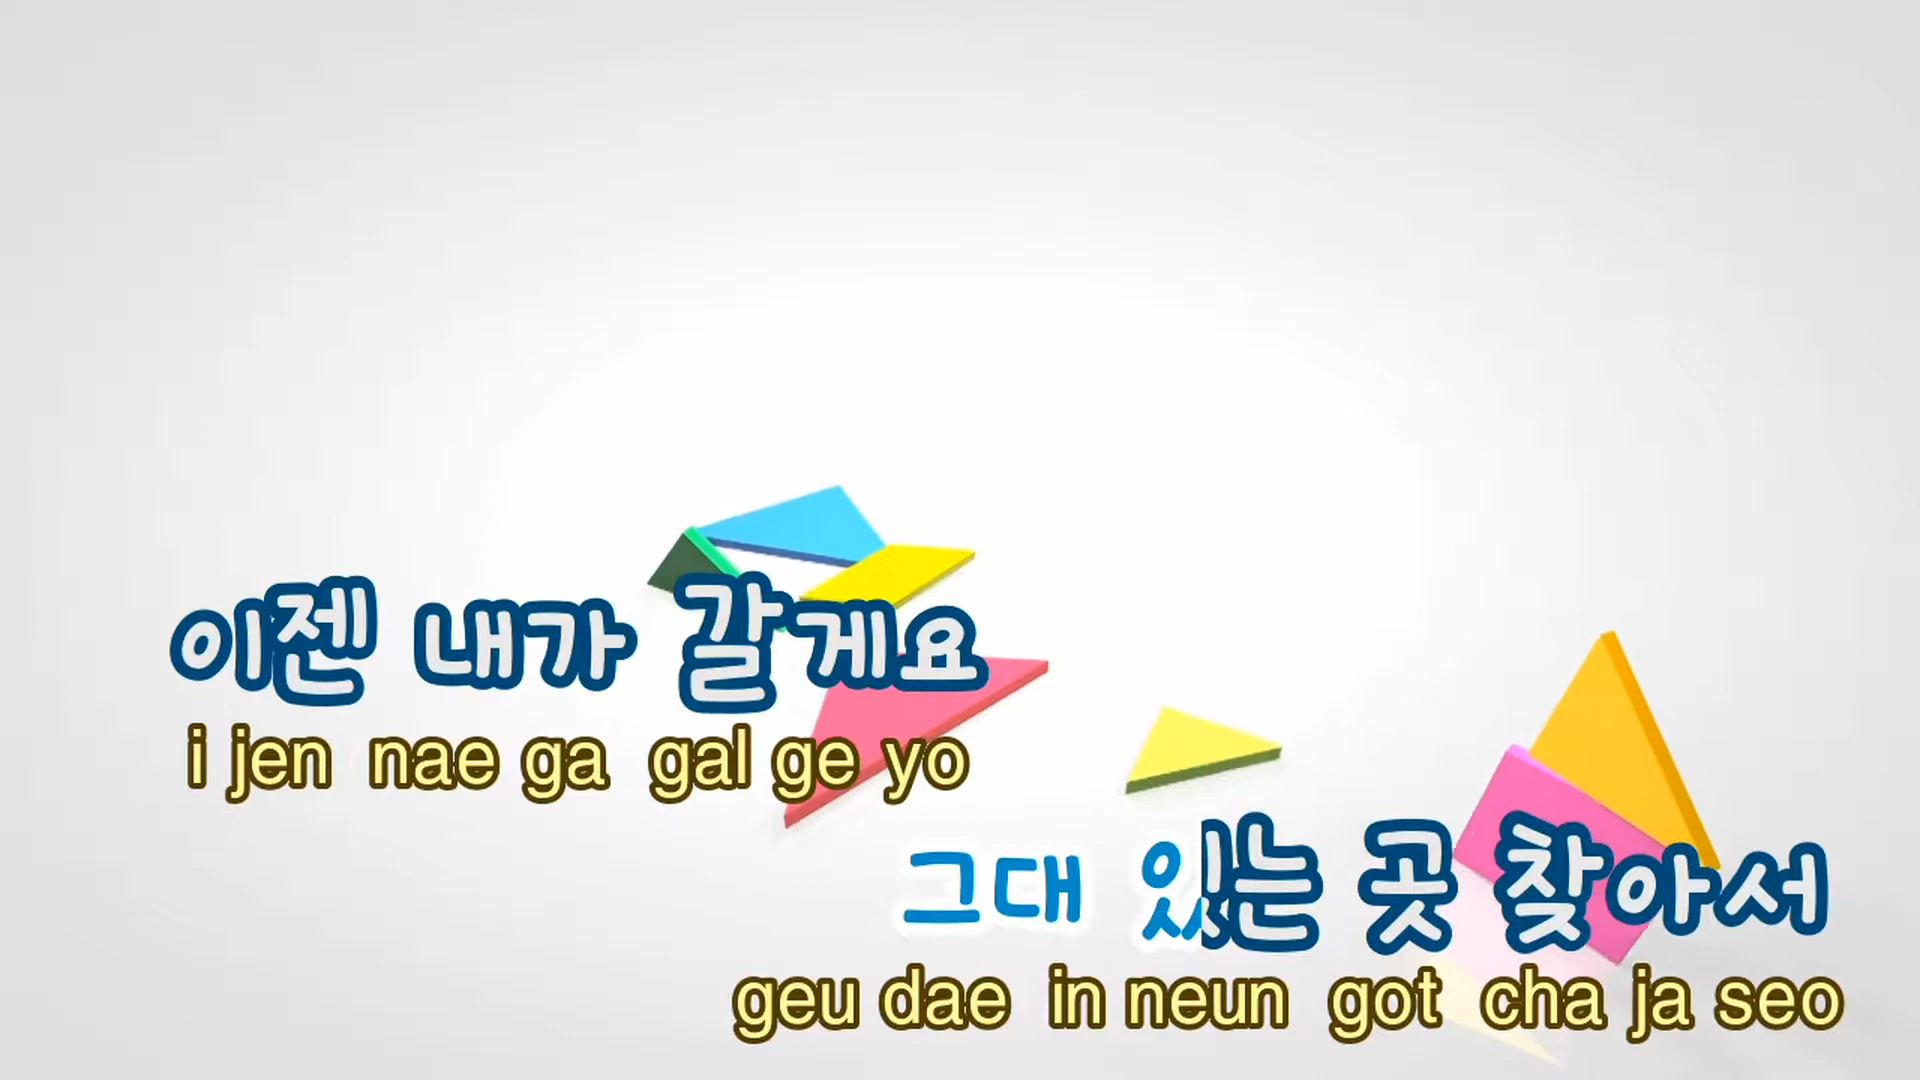 이젠 내가 갈게요
i jen nae ga gal ge yo
그대 있는 곳 찾아서
geu dae in neun got cha ja seo